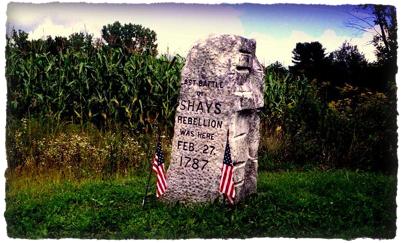 LAST BATTLE
OF
SHAYS
REBELLION
WAS HERE
FEB. 27.
1787